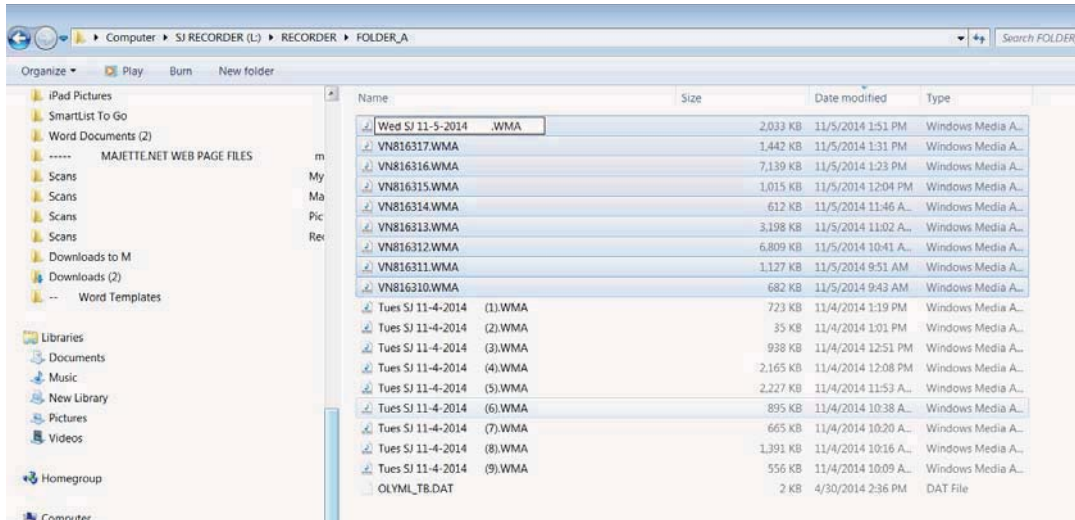 Computer ▸ SJ RECORDER (L:) ▸ RECORDER ▸ FOLDER_A Search FOLDER
Organize Play Burn New folder
iPad Pictures
SmartList To Go
Word Documents (2)
----- MAJETTE.NET WEB PAGE FILES m
Scans My
Scans Ma
Scans Pic
Scans Rec
Downloads to M
Downloads (2)
-- Word Templates
Libraries
Documents
Music
New Library
Pictures
Videos
Homegroup
Computer
Name Size Date modified Type
Wed SJ 11-5-2014 .WMA 2,033 KB 11/5/2014 1:51 PM Windows Media A...
VN816317.WMA 1,442 KB 11/5/2014 1:31 PM Windows Media A...
VN816316.WMA 7,139 KB 11/5/2014 1:23 PM Windows Media A...
VN816315.WMA 1,015 KB 11/5/2014 12:04 PM Windows Media A...
VN816314.WMA 612 KB 11/5/2014 11:46 A... Windows Media A...
VN816313.WMA 3,198 KB 11/5/2014 11:02 A... Windows Media A...
VN816312.WMA 6,809 KB 11/5/2014 10:41 A... Windows Media A...
VN816311.WMA 1,127 KB 11/5/2014 9:51 AM Windows Media A...
VN816310.WMA 682 KB 11/5/2014 9:43 AM Windows Media A...
Tues SJ 11-4-2014 (1).WMA 723 KB 11/4/2014 1:19 PM Windows Media A...
Tues SJ 11-4-2014 (2).WMA 35 KB 11/4/2014 1:01 PM Windows Media A...
Tues SJ 11-4-2014 (3).WMA 938 KB 11/4/2014 12:51 PM Windows Media A...
Tues SJ 11-4-2014 (4).WMA 2,165 KB 11/4/2014 12:08 PM Windows Media A...
Tues SJ 11-4-2014 (5).WMA 2,227 KB 11/4/2014 11:53 A... Windows Media A...
Tues SJ 11-4-2014 (6).WMA 895 KB 11/4/2014 10:38 A... Windows Media A...
Tues SJ 11-4-2014 (7).WMA 665 KB 11/4/2014 10:20 A... Windows Media A...
Tues SJ 11-4-2014 (8).WMA 1,391 KB 11/4/2014 10:16 A... Windows Media A...
Tues SJ 11-4-2014 (9).WMA 556 KB 11/4/2014 10:09 A... Windows Media A...
OLYML_TB.DAT 2 KB 4/30/2014 2:36 PM DAT File